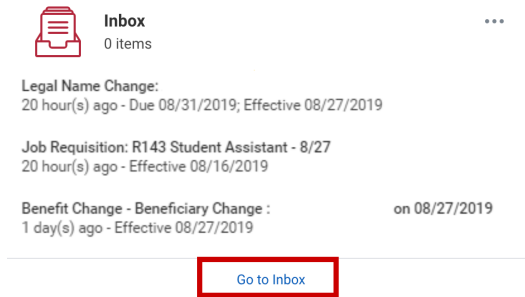 Inbox
0 items
Legal Name Change:
20 hour(s) ago - Due 08/31/2019; Effective 08/27/2019
Job Requisition: R143 Student Assistant - 8/27
20 hour(s) ago - Effective 08/16/2019
Benefit Change - Beneficiary Change : on 08/27/2019
1 day(s) ago - Effective 08/27/2019
Go to Inbox